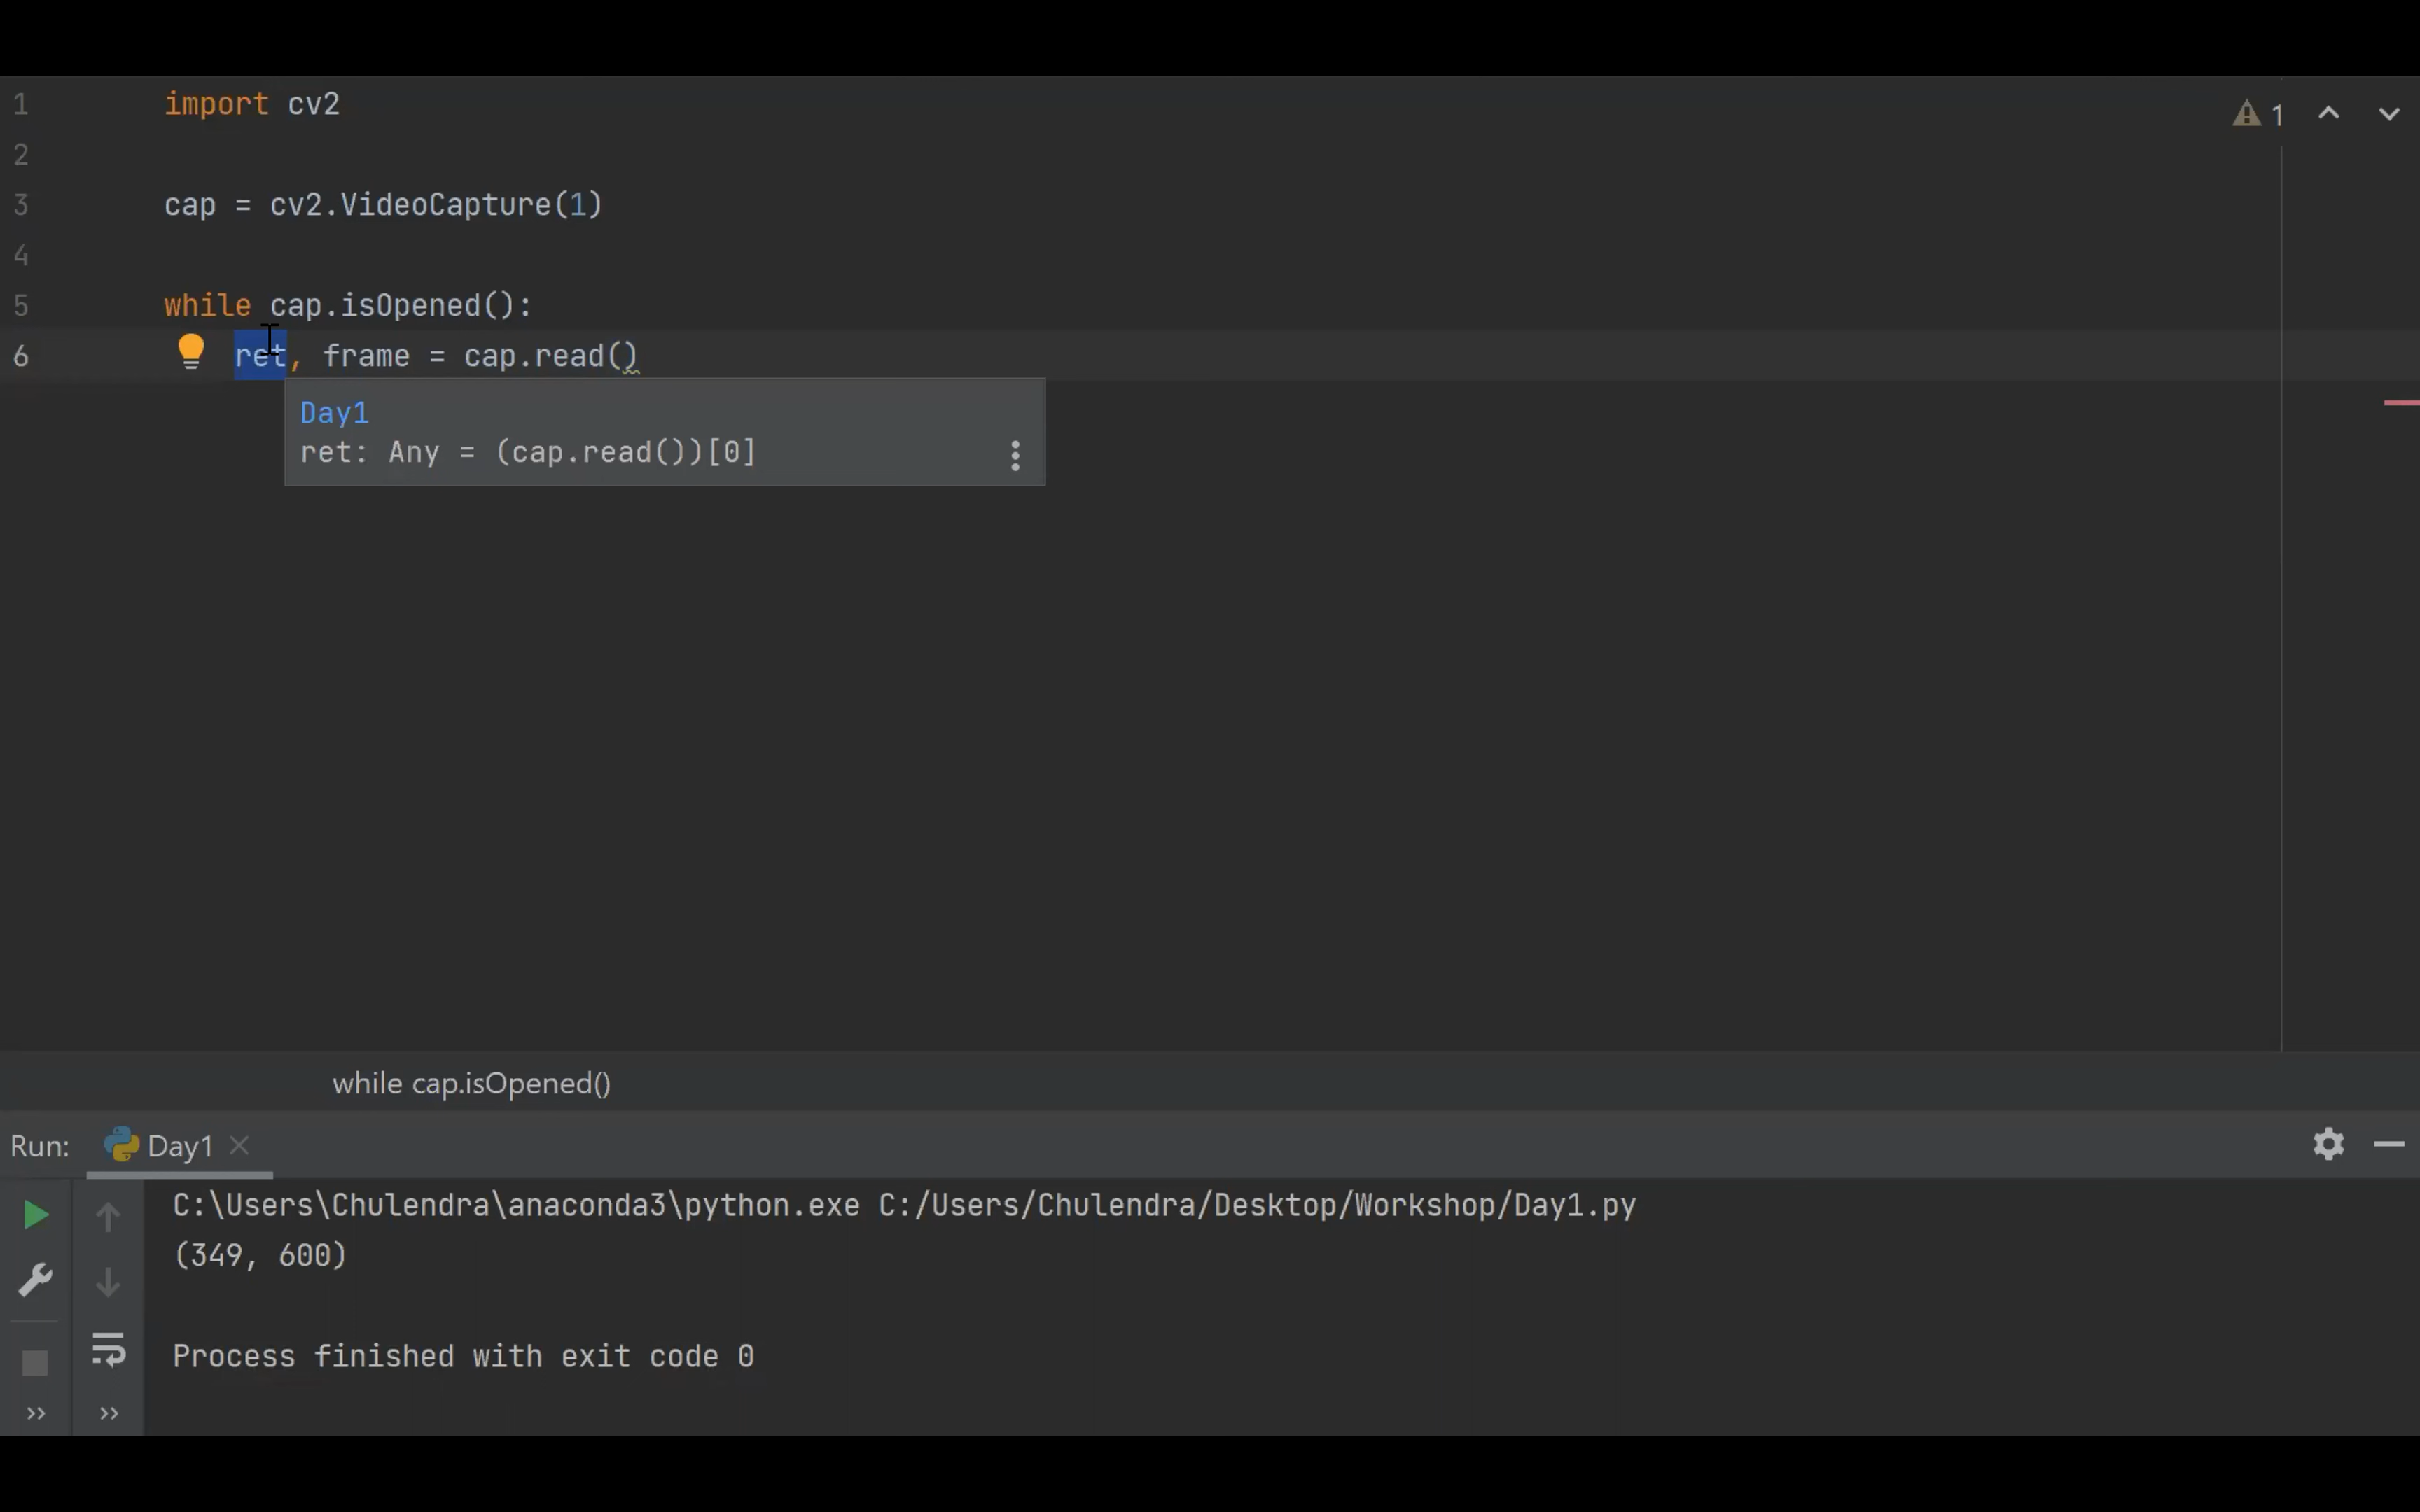 1 import cv2
2
3 cap = cv2.VideoCapture(1)
4
5 while cap.isOpened():
6 ret, frame = cap.read()
1
Day1
ret: Any = (cap.read())[0]
while cap.isOpened()
Run: Day1
C:\Users\Chulendra\anaconda3\python.exe C:/Users/Chulendra/Desktop/Workshop/Day1.py
(349, 600)
Process finished with exit code 0